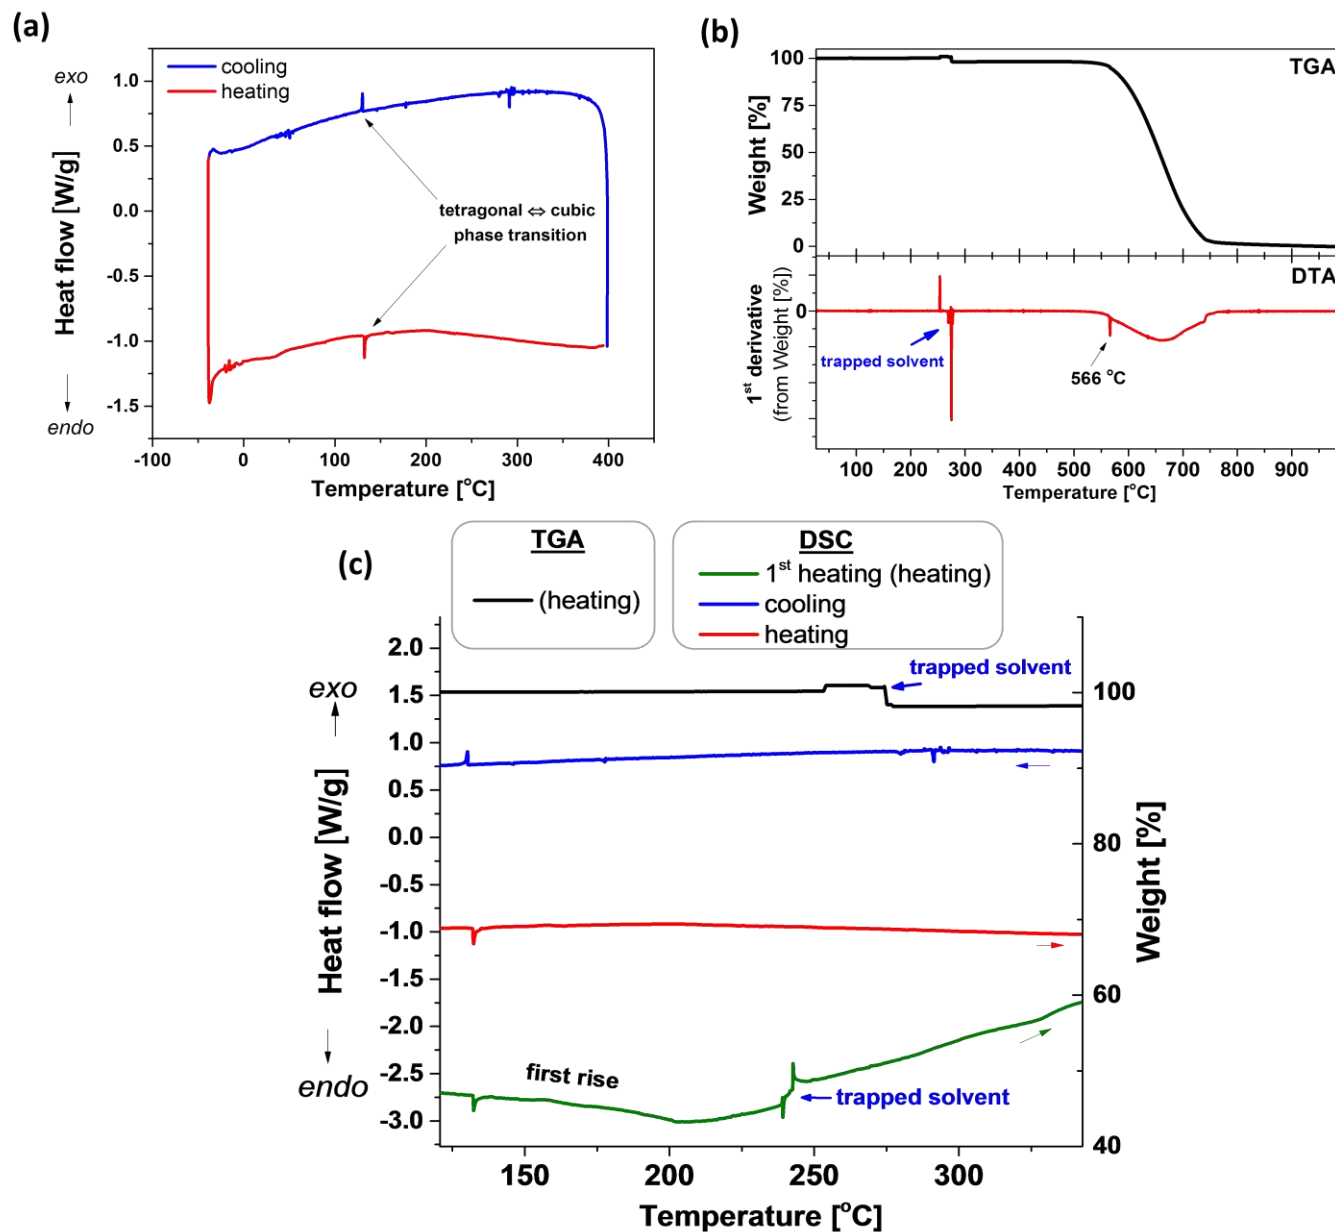 (a)
cooling
heating
exo
endo
Heat flow [W/g]
1.0
0.5
0.0
-0.5
-1.0
-1.5
tetragonal ⇔ cubic
phase transition
-100 0 100 200 300 400
Temperature [°C]
(b)
TGA
Weight [%]
100
75
50
25
0
DTA
1st derivative
(from Weight [%])
0
trapped solvent
566 °C
100 200 300 400 500 600 700 800 900
Temperature [°C]
(c)
TGA
(heating)
DSC
1st heating (heating)
cooling
heating
exo
endo
Heat flow [W/g]
2.0
1.5
1.0
0.5
0.0
-0.5
-1.0
-1.5
-2.0
-2.5
-3.0
trapped solvent
first rise
trapped solvent
100
80
60
40
Weight [%]
150 200 250 300
Temperature [°C]